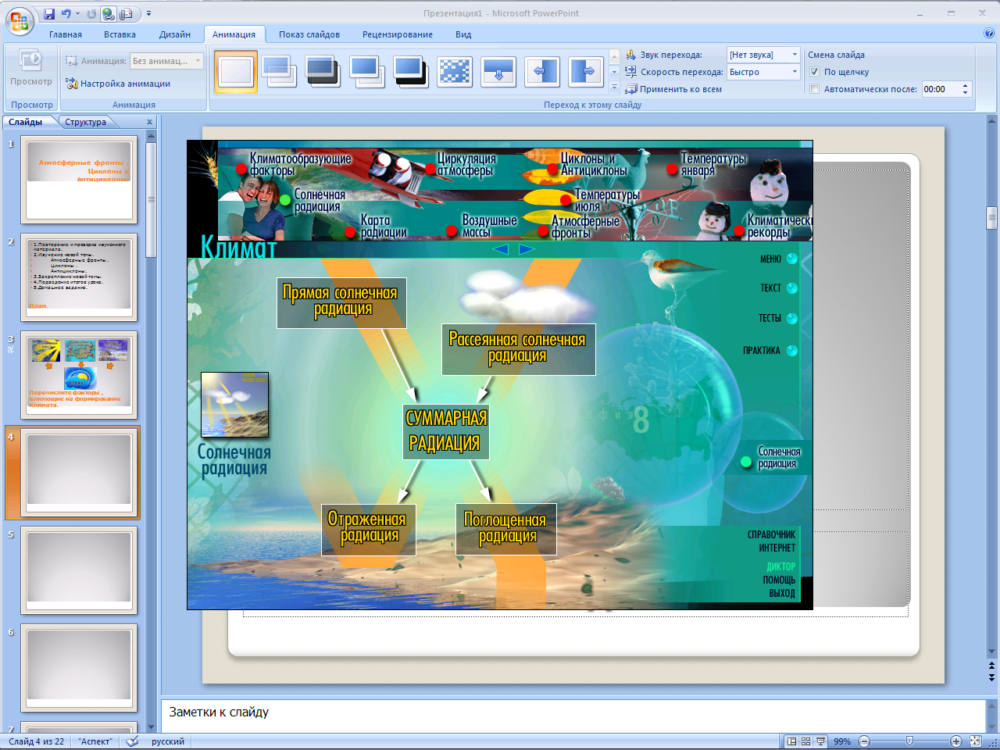 Презентация1 - Microsoft PowerPoint
Главная
Вставка
Дизайн
Анимация
Показ слайдов
Рецензирование
Вид
Просмотр
Анимация:
Без анимац...
Настройка анимации
Звук перехода:
[Нет звука]
Скорость перехода:
Быстро
Применить ко всем
Смена слайда
По щелчку
Автоматически после:
00:00
Просмотр
Анимация
Переход к этому слайду
Слайды
Структура
x
1
Атмосферные фронты .
Циклоны и
антициклоны.
2
1.Повторение и проверка изученного
материала.
2.Изучение новой темы.
Атмосферные фронты .
Циклоны .
Антициклоны.
3.Закрепление новой темы.
4.Подведение итогов урока.
5.Домашнее задание.
План.
3
КЛИМАТ
Перечислите факторы ,
влияющие на формирование
климата.
4
5
6
7
Климатообразующие
факторы
Циркуляция
атмосферы
Циклоны и
Антициклоны
Температуры
января
Солнечная
радиация
Температуры
июля
Карта
радиации
Воздушные
массы
Атмосферные
фронты
Климатическ
рекорды
Климат
МЕНЮ
ТЕКСТ
ТЕСТЫ
ПРАКТИКА
Прямая солнечная
радиация
Рассеянная солнечная
радиация
СУММАРНАЯ
РАДИАЦИЯ
Отраженная
радиация
Поглощенная
радиация
Солнечная
радиация
8
Солнечная
радиация
СПРАВОЧНИК
ИНТЕРНЕТ
ДИКТОР
ПОМОЩЬ
ВЫХОД
Заметки к слайду
Слайд 4 из 22
"Аспект"
русский
99%